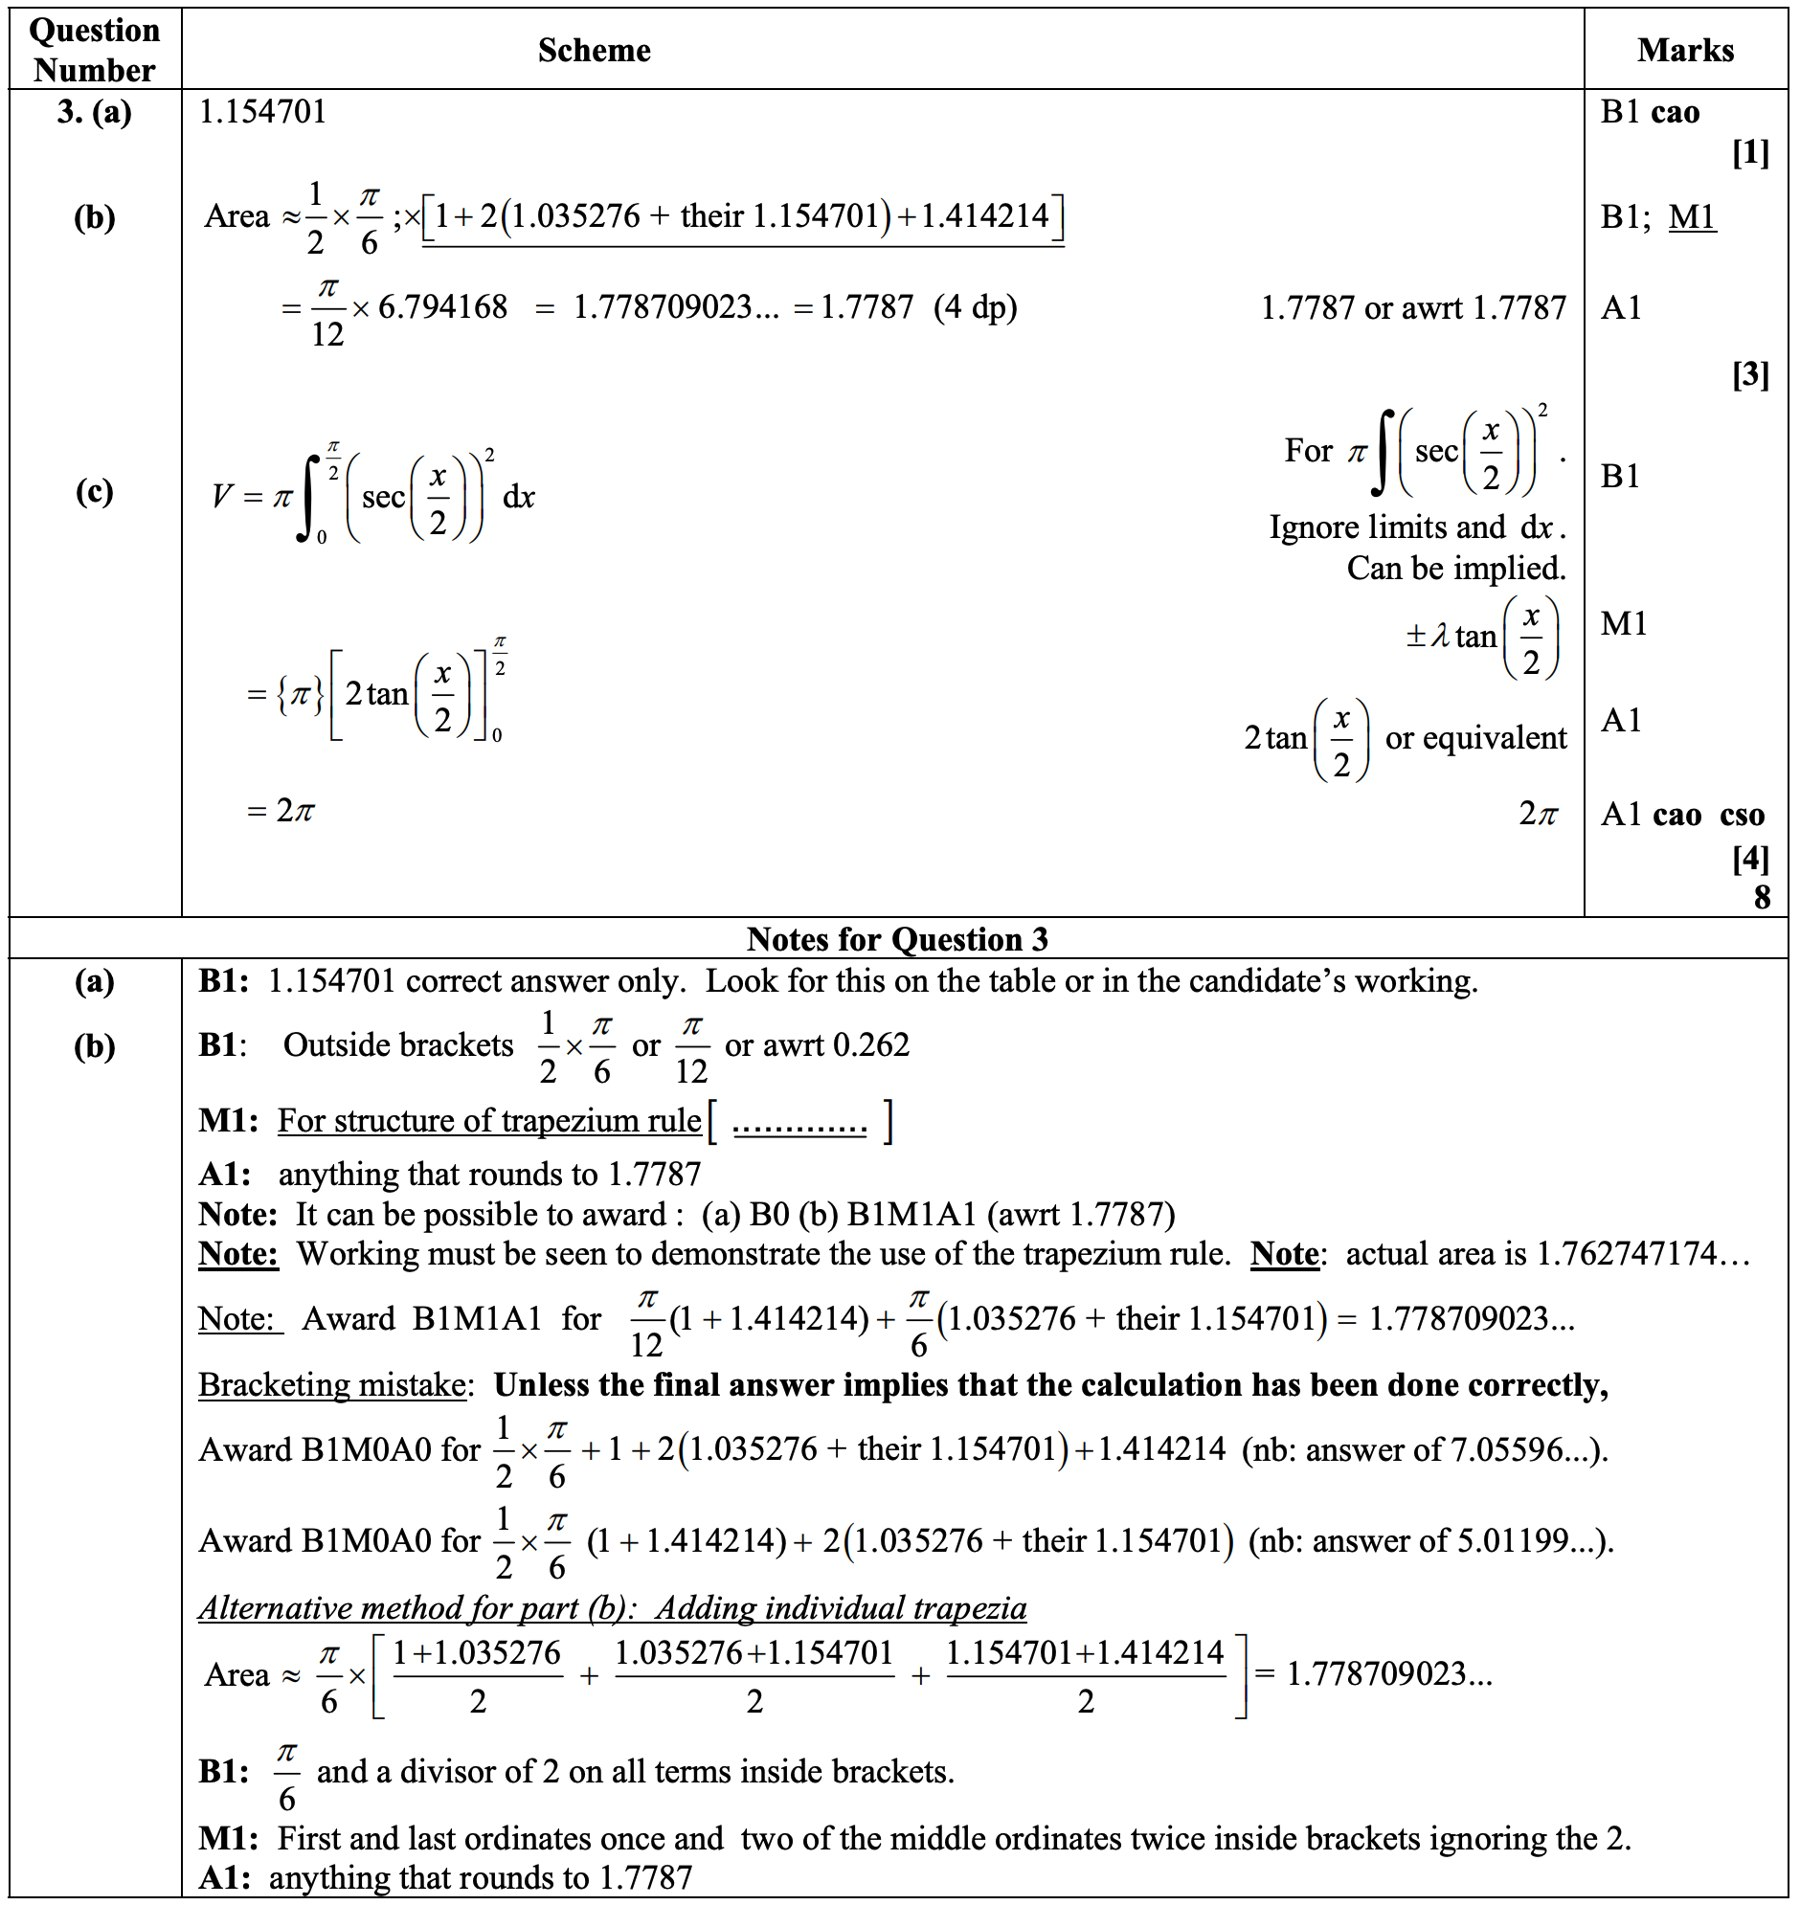 Question Number Scheme Marks
3. (a) 1.154701 B1 cao
[1]
(b) Area ≈ 1/2 × π/6 ; × [1 + 2(1.035276 + their 1.154701) + 1.414214] B1; M1
= π/12 × 6.794168 = 1.778709023... = 1.7787 (4 dp) 1.7787 or awrt 1.7787 A1
[3]
(c) V = π ∫₀^(π/2) (sec(x/2))² dx For π ∫ (sec(x/2))² . B1
Ignore limits and dx.
Can be implied.
±λ tan(x/2) M1
= {π}[2 tan(x/2)]₀^(π/2)
2 tan(x/2) or equivalent A1
= 2π 2π A1 cao cso
[4]
8
Notes for Question 3
(a) B1: 1.154701 correct answer only. Look for this on the table or in the candidate’s working.
(b) B1: Outside brackets 1/2 × π/6 or π/12 or awrt 0.262
M1: For structure of trapezium rule [ ............. ]
A1: anything that rounds to 1.7787
Note: It can be possible to award : (a) B0 (b) B1M1A1 (awrt 1.7787)
Note: Working must be seen to demonstrate the use of the trapezium rule. Note: actual area is 1.762747174…
Note: Award B1M1A1 for π/12 (1 + 1.414214) + π/6 (1.035276 + their 1.154701) = 1.778709023...
Bracketing mistake: Unless the final answer implies that the calculation has been done correctly,
Award B1M0A0 for 1/2 × π/6 + 1 + 2(1.035276 + their 1.154701) + 1.414214 (nb: answer of 7.05596...).
Award B1M0A0 for 1/2 × π/6 (1 + 1.414214) + 2(1.035276 + their 1.154701) (nb: answer of 5.01199...).
Alternative method for part (b): Adding individual trapezia
Area ≈ π/6 × [ (1+1.035276)/2 + (1.035276+1.154701)/2 + (1.154701+1.414214)/2 ] = 1.778709023...
B1: π/6 and a divisor of 2 on all terms inside brackets.
M1: First and last ordinates once and two of the middle ordinates twice inside brackets ignoring the 2.
A1: anything that rounds to 1.7787